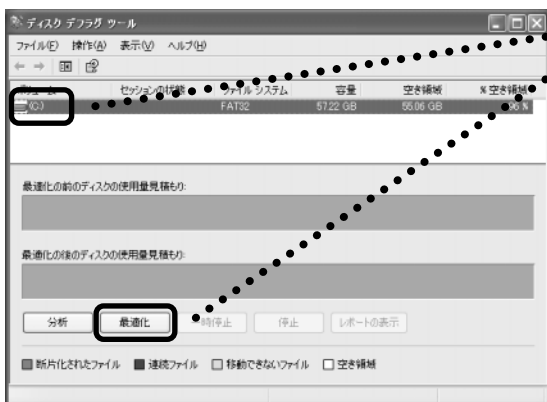 ディスク デフラグ ツール
ファイル(F) 操作(A) 表示(V) ヘルプ(H)
ボリューム セッションの状態 ファイル システム 容量 空き領域 % 空き領域
(C:) FAT32 57.22 GB 55.06 GB 96 %
最適化の前のディスクの使用量見積もり:
最適化の後のディスクの使用量見積もり:
分析 最適化 一時停止 停止 レポートの表示
断片化されたファイル 連続ファイル 移動できないファイル 空き領域